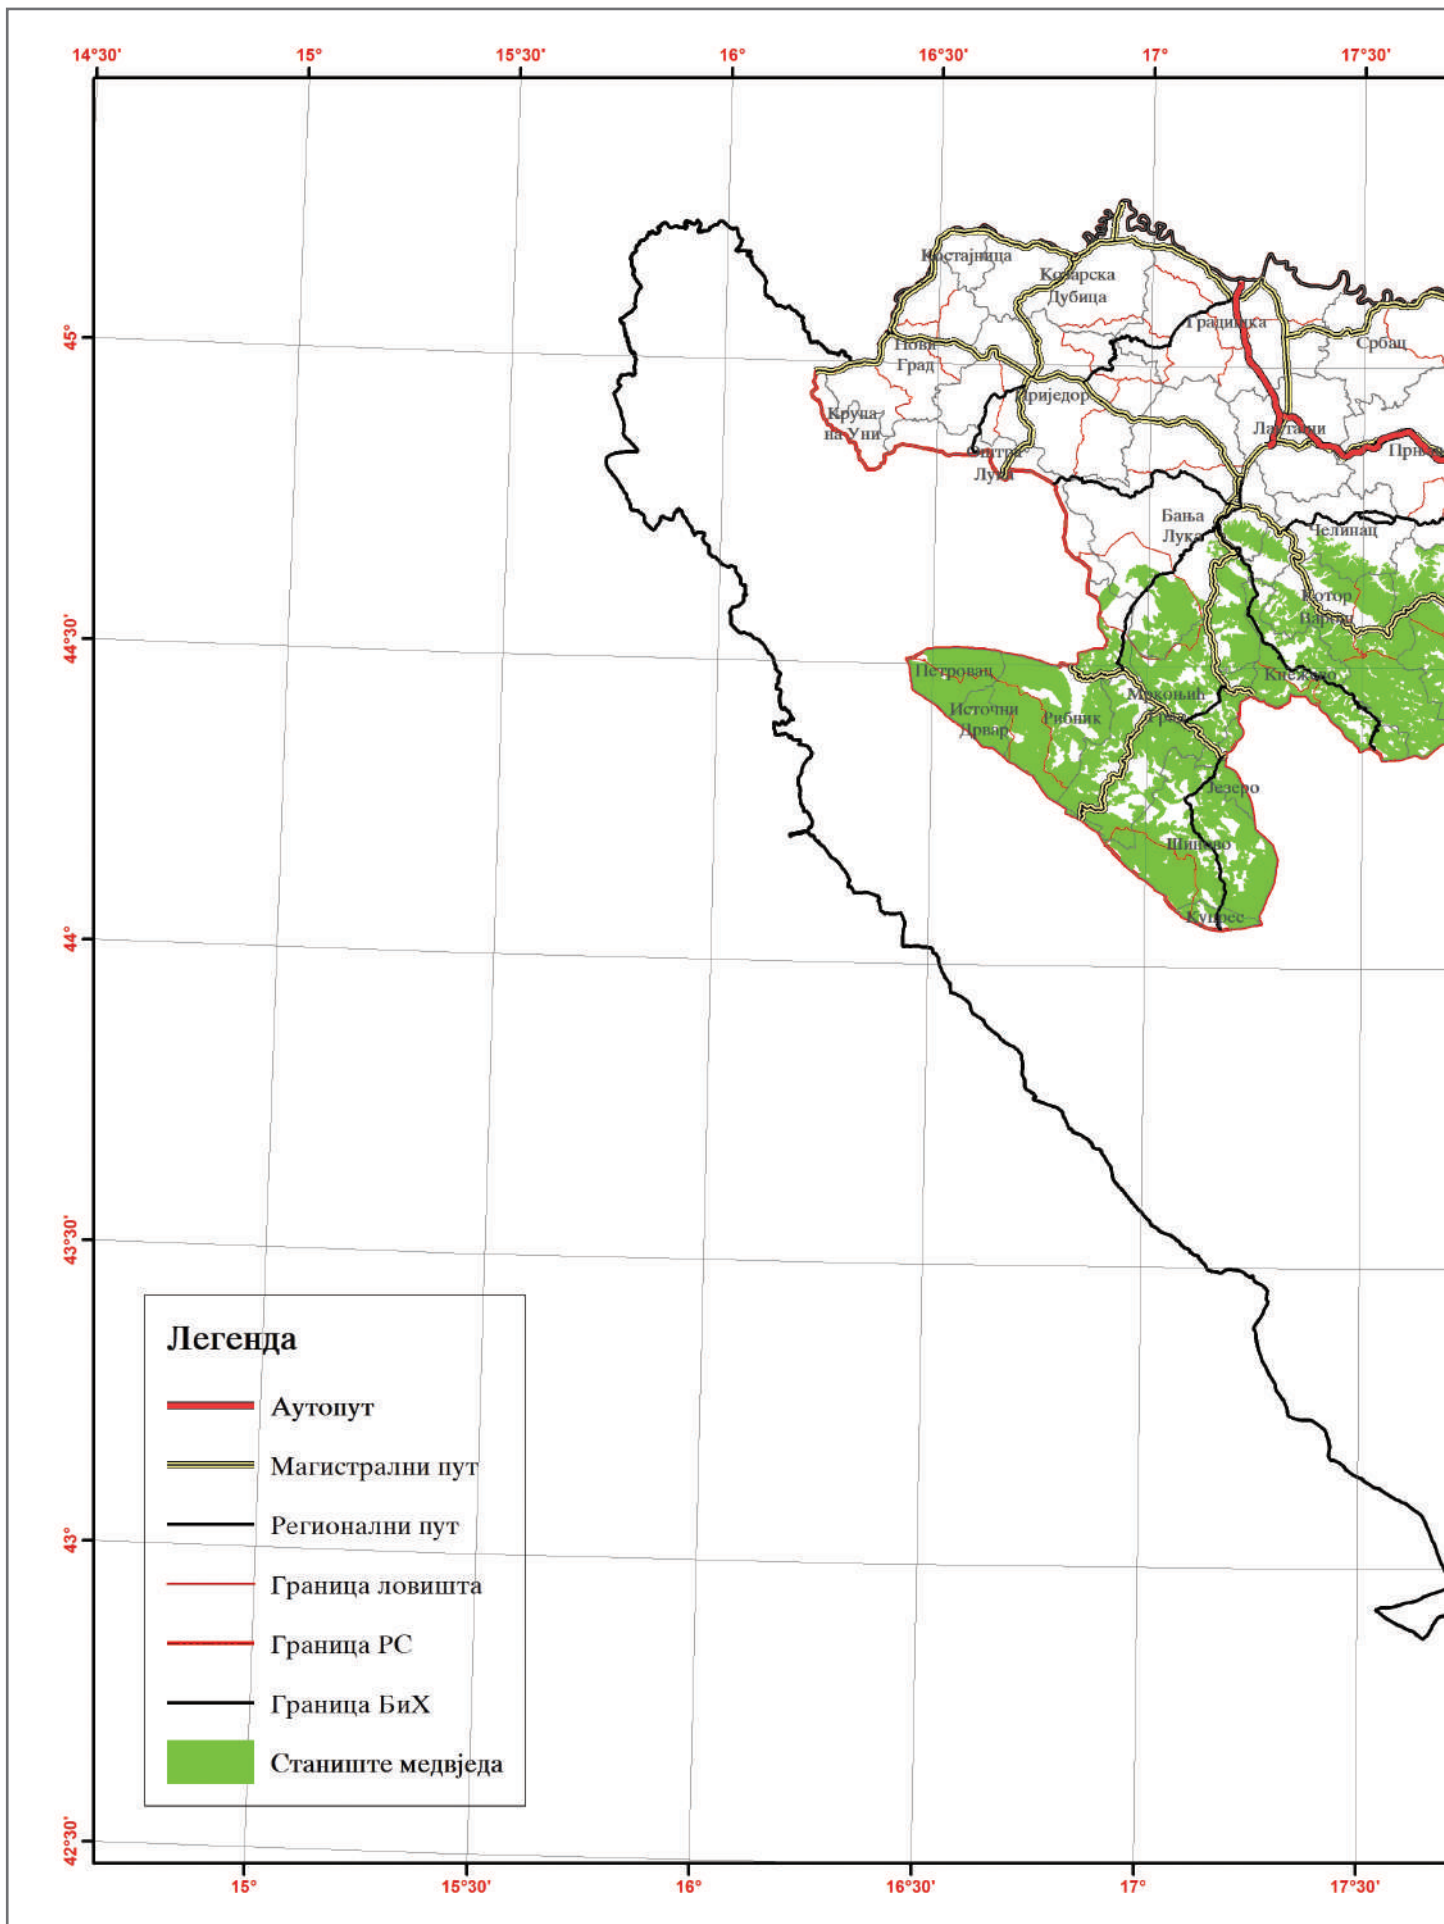 14°30'
15°
15°30'
16°
16°30'
17°
17°30'
Костајница
Козарска
Дубица
Градишка
45°
Нови
Град
Србац
Приједор
Крупа
на Уни
Лакташи
Оштра
Лука
Бања
Лука
Челинац
Котор
Варош
44°30'
Петровац
Кнежево
Мркоњић
Град
Источни
Дрвар
Рибник
Језеро
Шипово
Купрес
44°
43°30'
Легенда
Аутопут
Магистрални пут
Регионални пут
43°
Граница ловишта
Граница РС
Граница БиХ
Станиште медвједа
42°30'
15°
15°30'
16°
16°30'
17°
17°30'